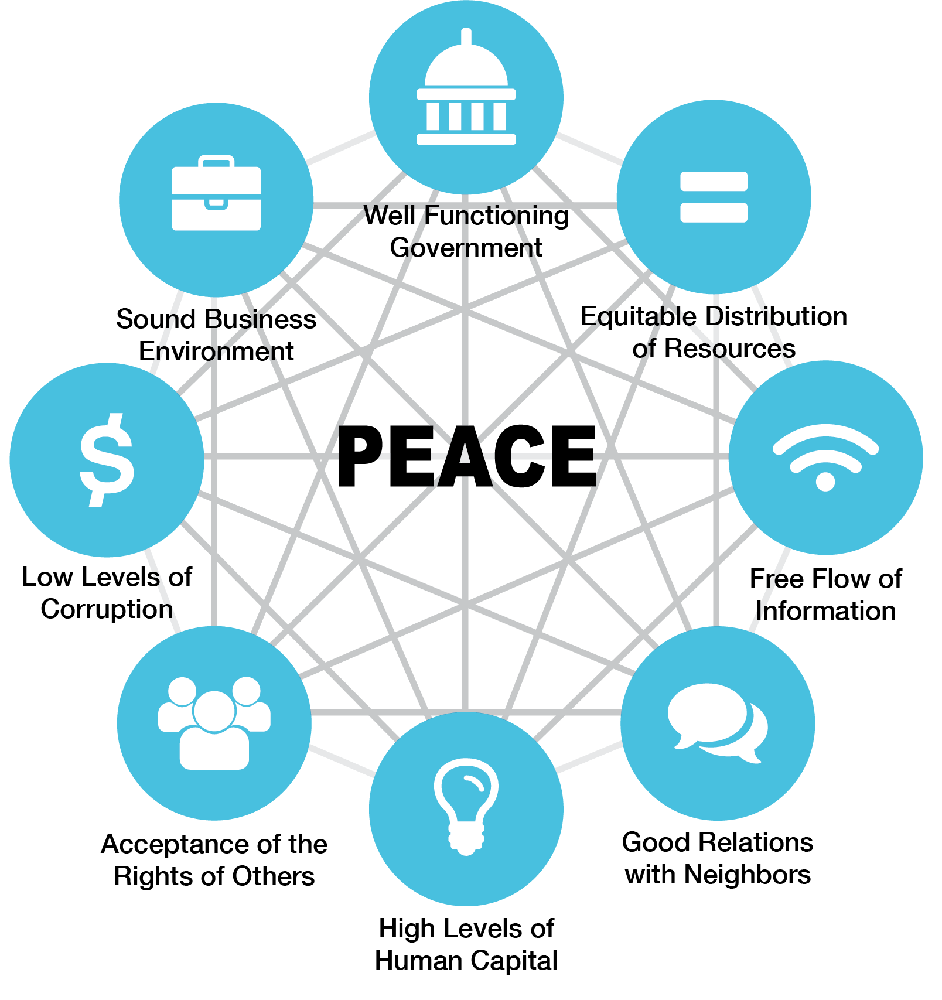 Well Functioning
Government
Sound Business
Environment
Equitable Distribution
of Resources
$
PEACE
Low Levels of
Corruption
Free Flow of
Information
Acceptance of the
Rights of Others
Good Relations
with Neighbors
High Levels of
Human Capital